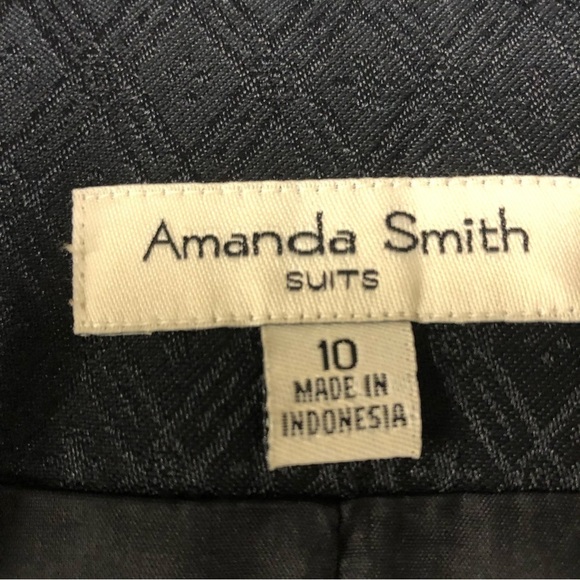 Amanda Smith
SUITS
10
MADE IN
INDONESIA